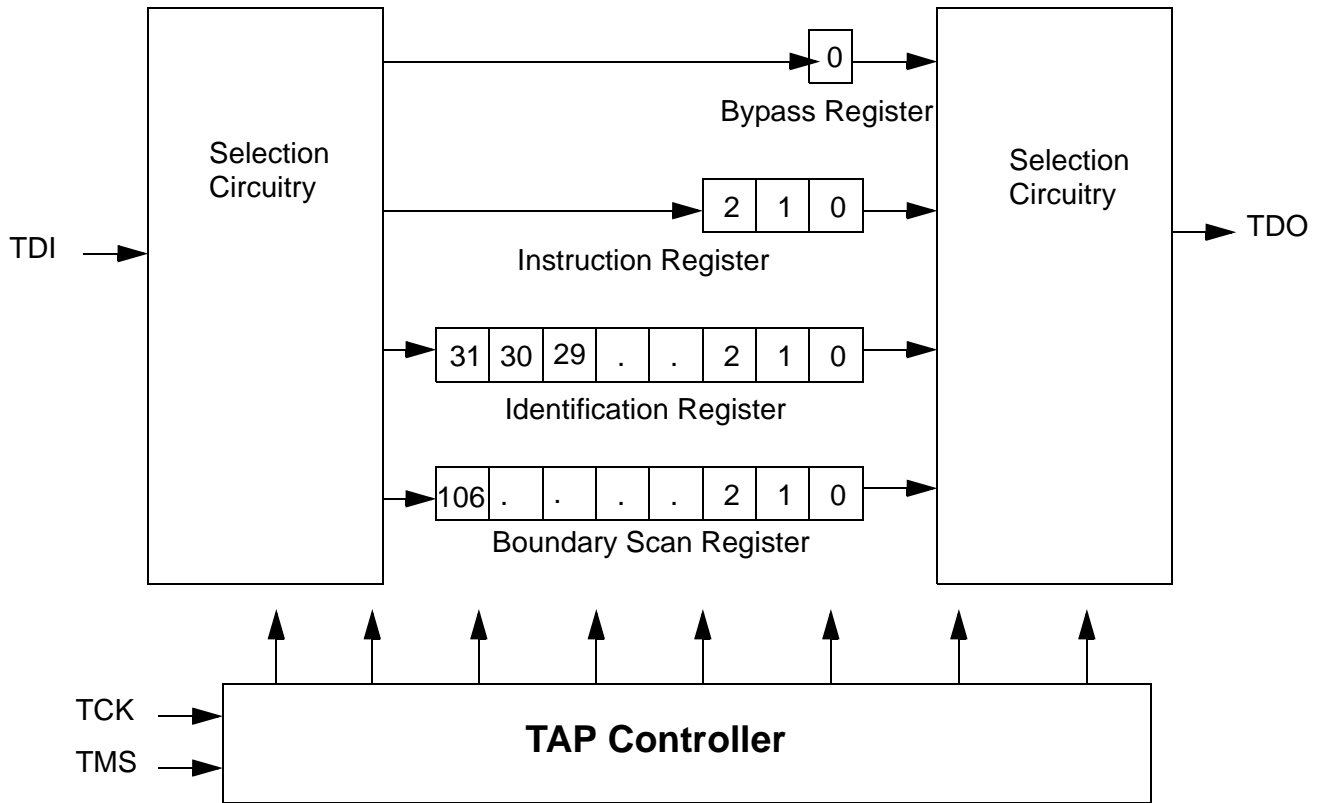 0
Bypass Register
Selection
Circuitry
Selection
Circuitry
2 1 0
TDI
TDO
Instruction Register
31 30 29 . . 2 1 0
Identification Register
106 . . . . 2 1 0
Boundary Scan Register
TCK
TMS
TAP Controller